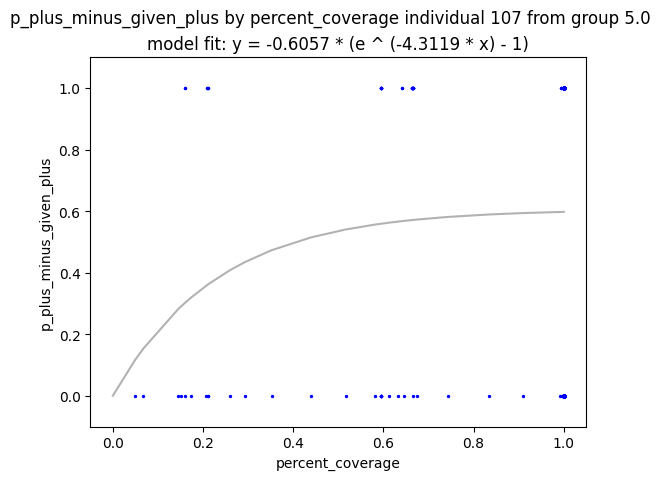 p_plus_minus_given_plus by percent_coverage individual 107 from group 5.0
model fit: y = -0.6057 * (e ^ (-4.3119 * x) - 1)
p_plus_minus_given_plus
1.0
0.8
0.6
0.4
0.2
0.0
0.0 0.2 0.4 0.6 0.8 1.0
percent_coverage